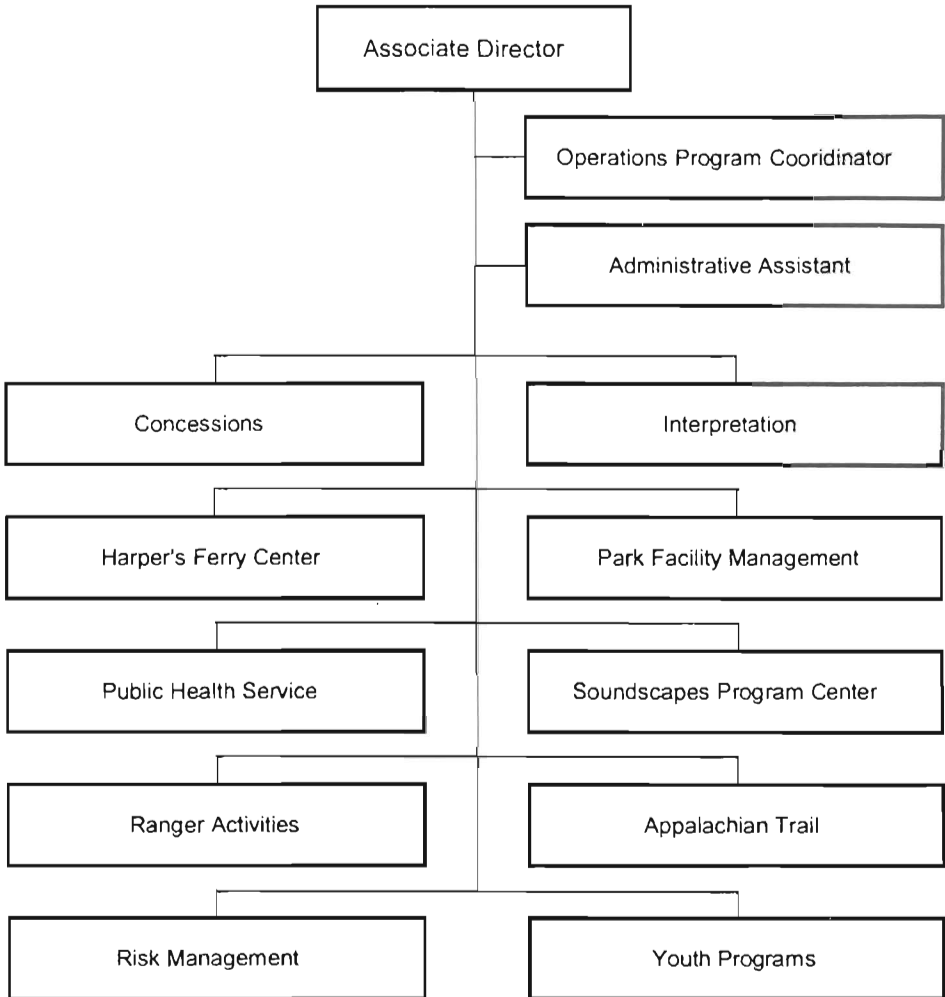 Associate Director
Operations Program Cooridinator
Administrative Assistant
Concessions
Interpretation
Harper's Ferry Center
Park Facility Management
Public Health Service
Soundscapes Program Center
Ranger Activities
Appalachian Trail
Risk Management
Youth Programs